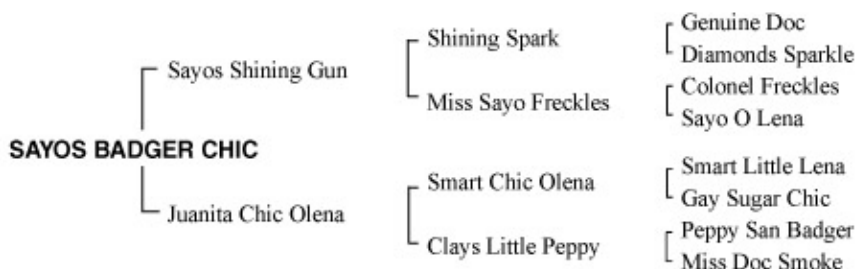 Genuine Doc
Shining Spark
Diamonds Sparkle
Sayos Shining Gun
Colonel Freckles
Miss Sayo Freckles
Sayo O Lena
SAYOS BADGER CHIC
Smart Little Lena
Smart Chic Olena
Gay Sugar Chic
Juanita Chic Olena
Peppy San Badger
Clays Little Peppy
Miss Doc Smoke